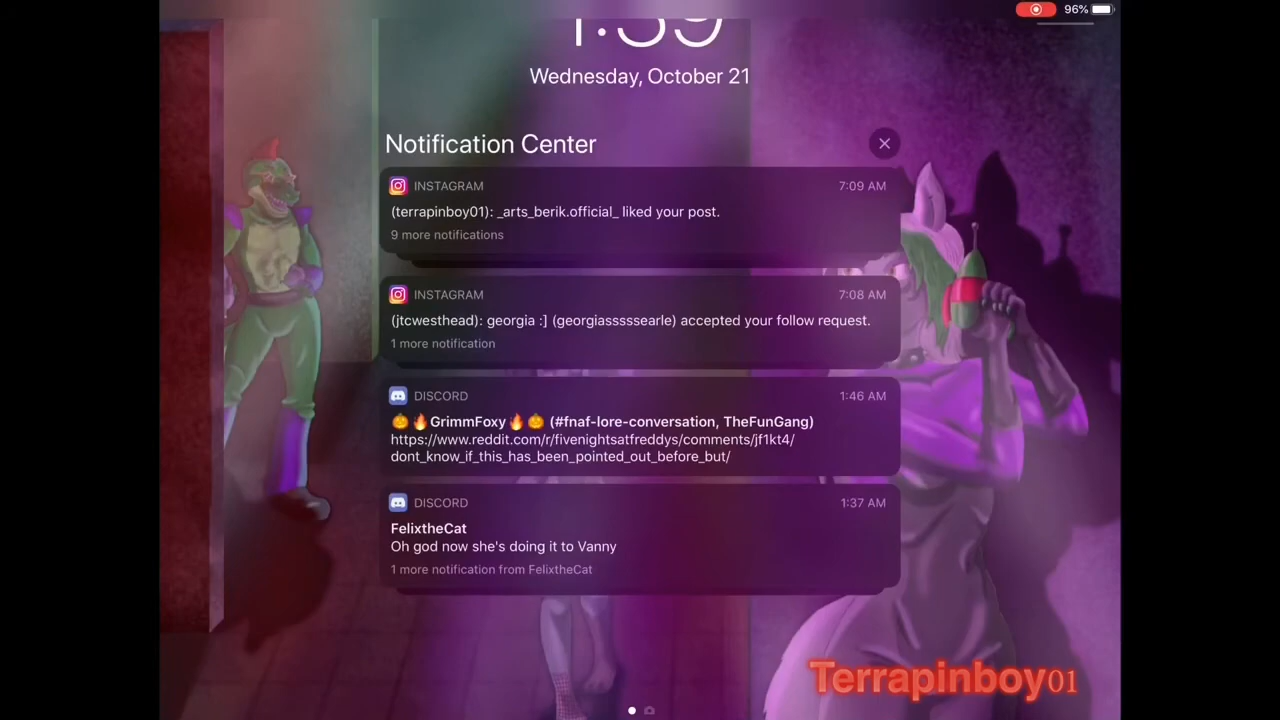 96%
1:59
Wednesday, October 21
Notification Center
INSTAGRAM 7:09 AM
(terrapinboy01): _arts_berik.official_ liked your post.
9 more notifications
INSTAGRAM 7:08 AM
(jtcwesthead): georgia :] (georgiasssssearle) accepted your follow request.
1 more notification
DISCORD 1:46 AM
🎃🔥GrimmFoxy🔥🎃 (#fnaf-lore-conversation, TheFunGang)
https://www.reddit.com/r/fivenightsatfreddys/comments/jf1kt4/
dont_know_if_this_has_been_pointed_out_before_but/
DISCORD 1:37 AM
FelixtheCat
Oh god now she's doing it to Vanny
1 more notification from FelixtheCat
Terrapinboy01